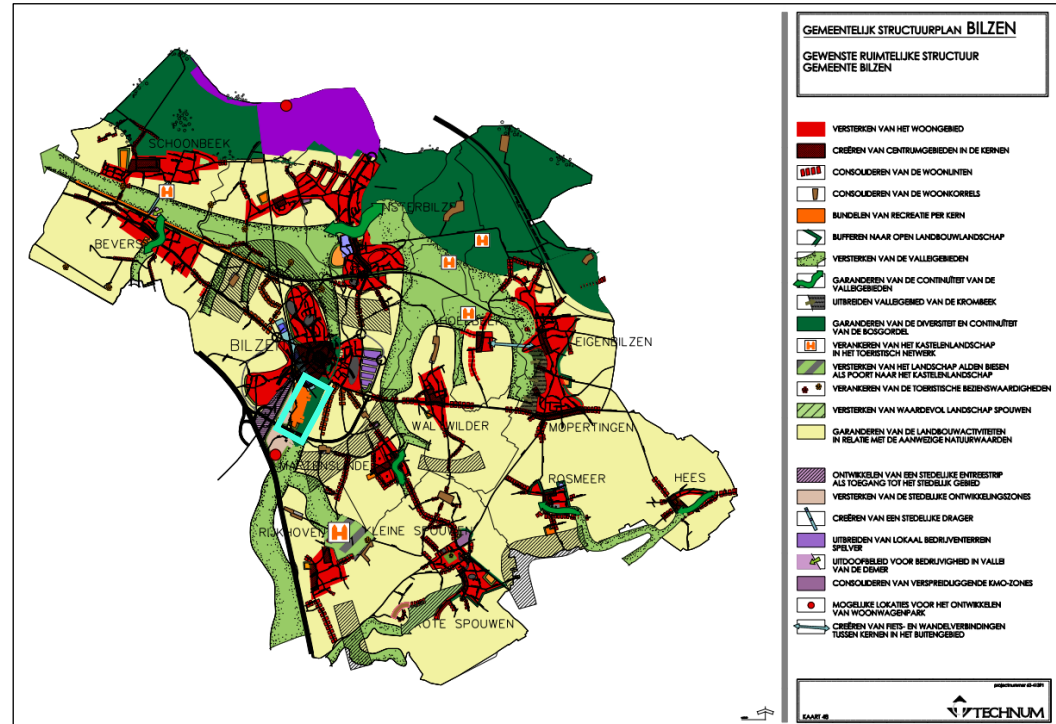 GEMEENTELIJK STRUCTUURPLAN BILZEN
GEWENSTE RUIMTELIJKE STRUCTUUR
GEMEENTE BILZEN
VERSTERKEN VAN HET WOONGEBIED
CREËREN VAN CENTRUMGEBIEDEN IN DE KERNEN
CONSOLIDEREN VAN DE WOONLINTEN
CONSOLIDEREN VAN DE WOONKORRELS
BUNDELEN VAN RECREATIE PER KERN
BUFFEREN NAAR OPEN LANDBOUWLANDSCHAP
VERSTERKEN VAN DE VALLEIGEBIEDEN
GARANDEREN VAN DE CONTINUÏTEIT VAN DE
VALLEIGEBIEDEN
UITBREIDEN VALLEIGEBIED VAN DE KROMBEEK
GARANDEREN VAN DE DIVERSITEIT EN CONTINUÏTEIT
VAN DE BOSGORDEL
VERANKEREN VAN HET KASTELENLANDSCHAP
IN HET TOERISTISCH NETWERK
VERSTERKEN VAN HET LANDSCHAP ALDEN BIESEN
ALS POORT NAAR HET KASTELENLANDSCHAP
VERANKEREN VAN DE TOERISTISCHE BEZIENSWAARDIGHEDEN
VERSTERKEN VAN WAARDEVOL LANDSCHAP SPOUWEN
GARANDEREN VAN DE LANDBOUWACTIVITEITEN
IN RELATIE MET DE AANWEZIGE NATUURWAARDEN
ONTWIKKELEN VAN EEN STEDELIJKE ENTREESTRIP
ALS TOEGANG TOT HET STEDELIJK GEBIED
VERSTERKEN VAN DE STEDELIJKE ONTWIKKELINGSZONES
CREËREN VAN EEN STEDELIJKE DRAGER
UITBREIDEN VAN LOKAAL BEDRIJVENTERREIN
SPELVER
UITDOOFBELEID VOOR BEDRIJVIGHEID IN VALLEI
VAN DE DEMER
CONSOLIDEREN VAN VERSPREIDLIGGENDE KMO-ZONES
MOGELIJKE LOKATIES VOOR HET ONTWIKKELEN
VAN WOONWAGENPARK
CREËREN VAN FIETS- EN WANDELVERBINDINGEN
TUSSEN KERNEN IN HET BUITENGEBIED
KAART 4B
TECHNUM
SCHOONBEEK
BEVERS
BILZEN
EIGENBILZEN
WALTWILDER
MOPERTINGEN
ROSMEER
HEES
MARTENSLINDE
RIJKHOVEN
KLEINE SPOUWEN